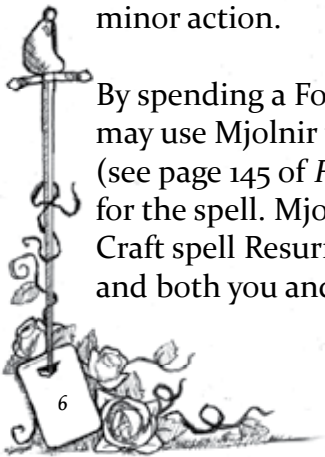 minor action.
By spending a Fo
may use Mjolnir
(see page 145 of
for the spell. Mjo
Craft spell Resur
and both you and
6